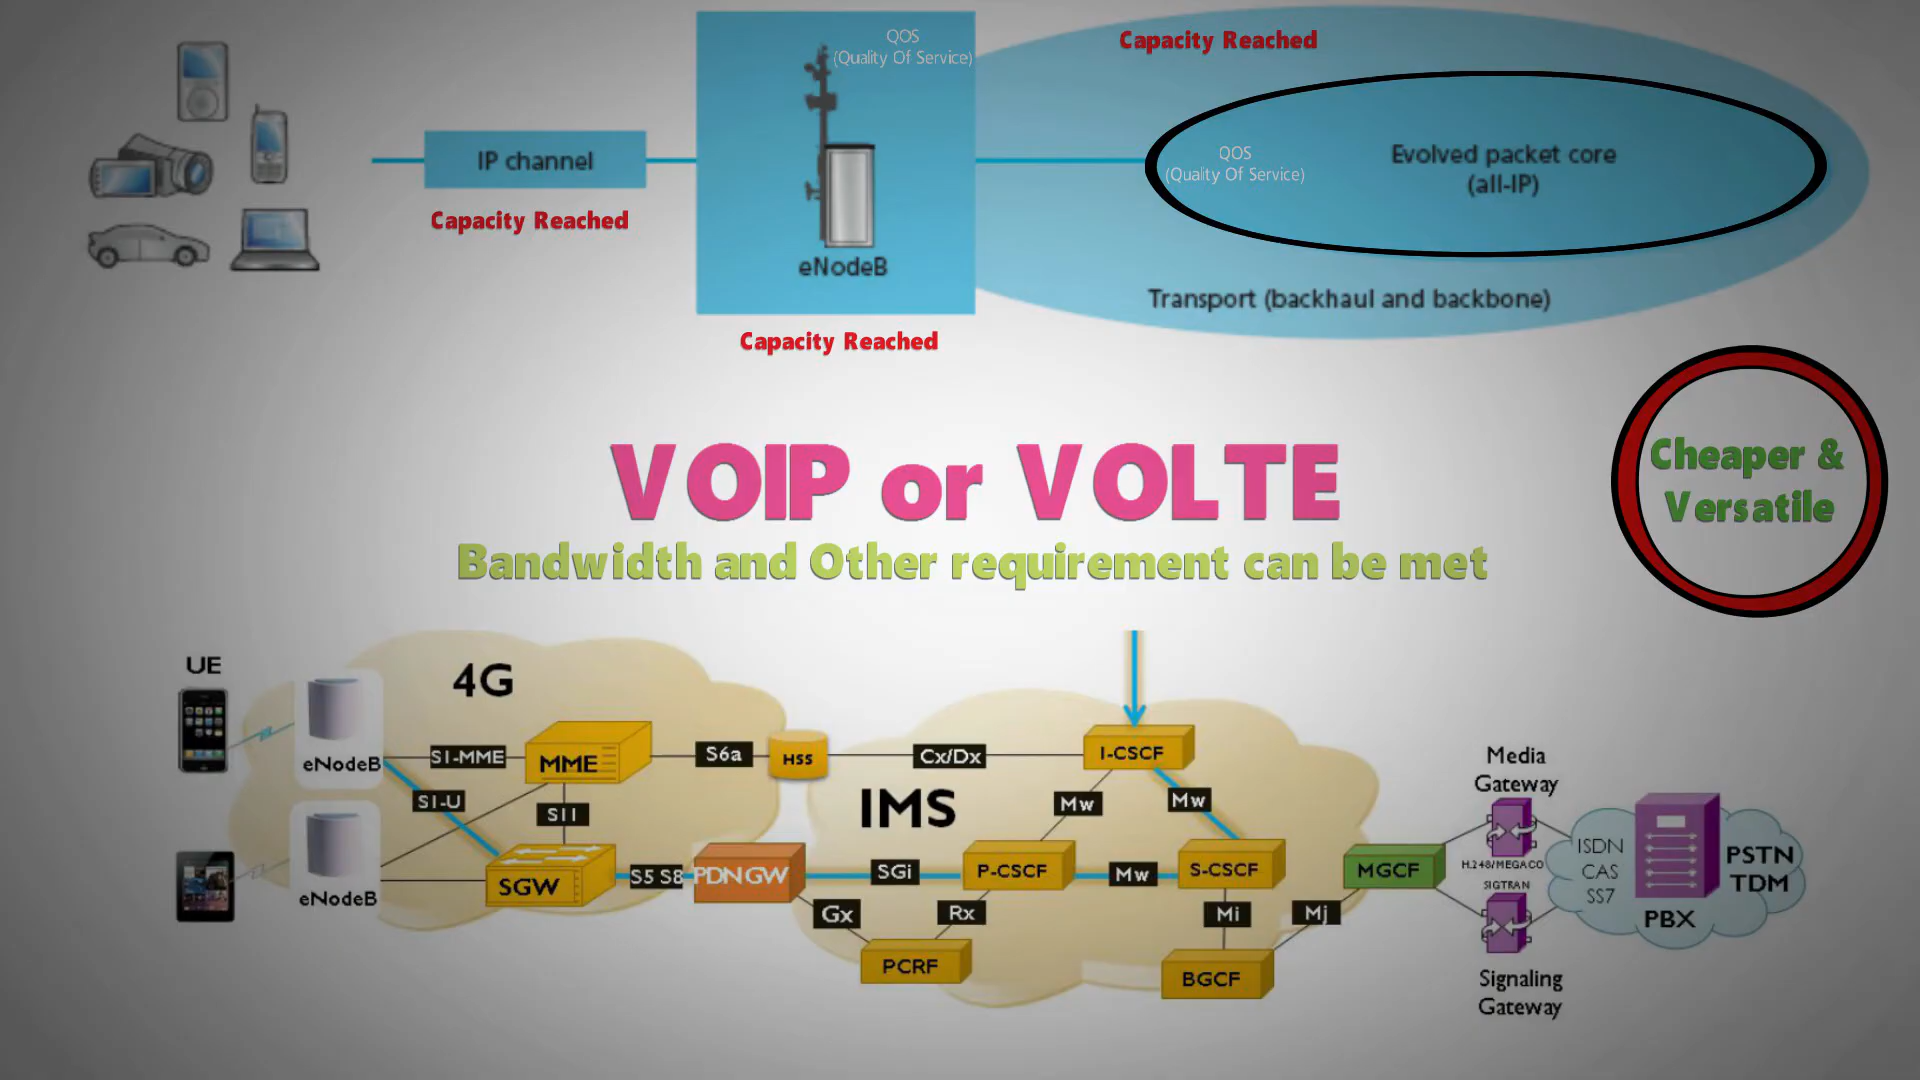 QOS
(Quality Of Service)
Capacity Reached
IP channel
Capacity Reached
QOS
(Quality Of Service)
Evolved packet core
(all-IP)
eNodeB
Transport (backhaul and backbone)
Capacity Reached
VOIP or VOLTE
Bandwidth and Other requirement can be met
Cheaper &
Versatile
UE
4G
eNodeB
S1-MME
MME
S6a
HSS
Cx/Dx
I-CSCF
S1-U
S11
IMS
Mw
Mw
Media
Gateway
eNodeB
SGW
S5 S8
PDN GW
SGi
P-CSCF
Mw
S-CSCF
MGCF
H.248/MEGACO
SIGTRAN
ISDN
CAS
SS7
PBX
PSTN
TDM
Gx
Rx
Mi
Mj
PCRF
BGCF
Signaling
Gateway